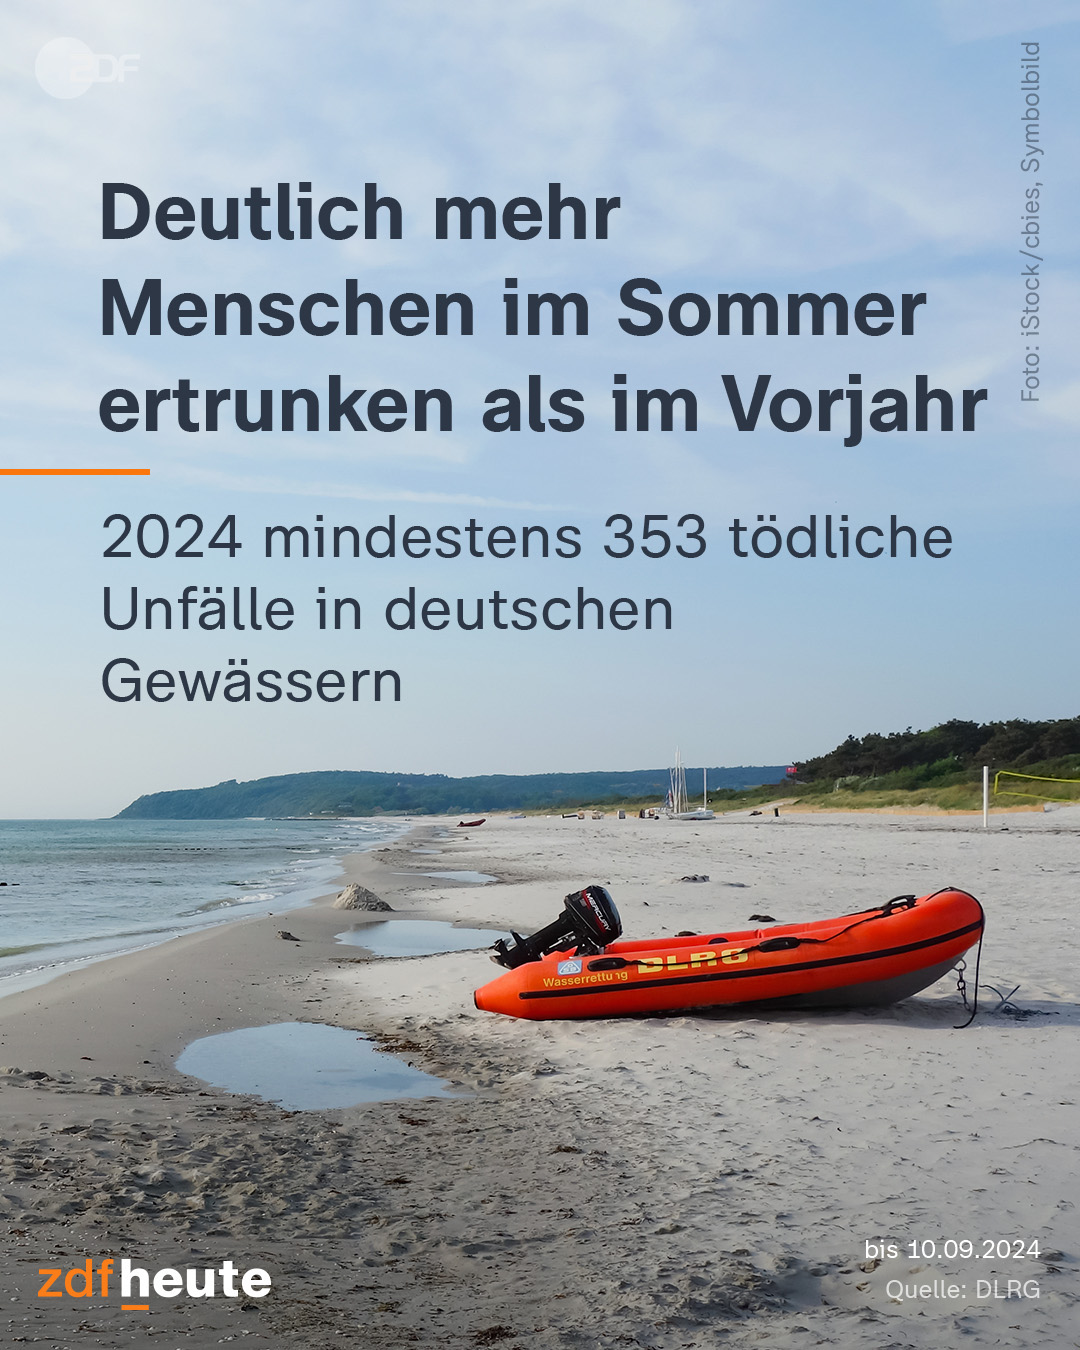 ZDF
Foto: iStock/cbies, Symbolbild
Deutlich mehr
Menschen im Sommer
ertrunken als im Vorjahr
2024 mindestens 353 tödliche
Unfälle in deutschen
Gewässern
MERCURY
DLRG
Wasserrettung
bis 10.09.2024
zdfheute
Quelle: DLRG